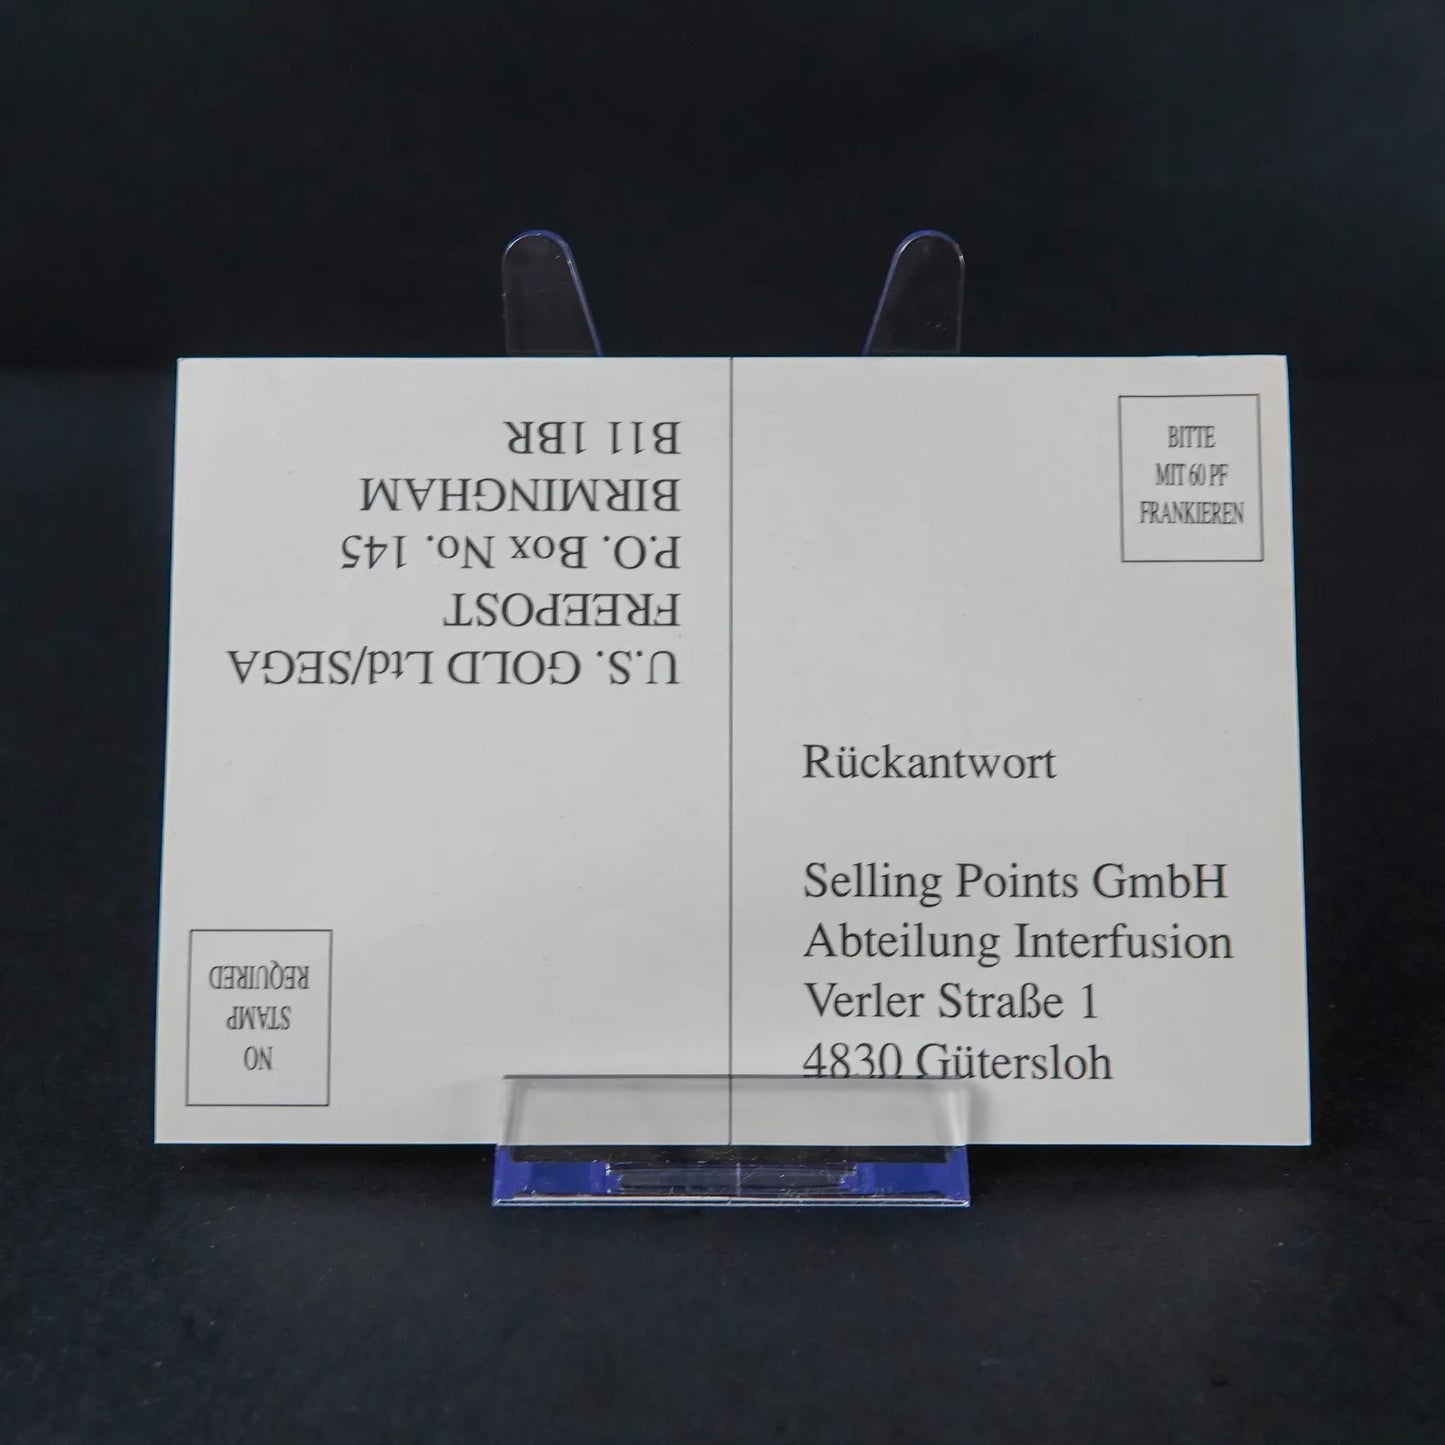 U.S. GOLD Ltd/SEGA
FREEPOST
P.O. Box No. 145
BIRMINGHAM
B11 1BR
NO
STAMP
REQUIRED
BITTE
MIT 60 PF
FRANKIEREN
Rückantwort
Selling Points GmbH
Abteilung Interfusion
Verler Straße 1
4830 Gütersloh